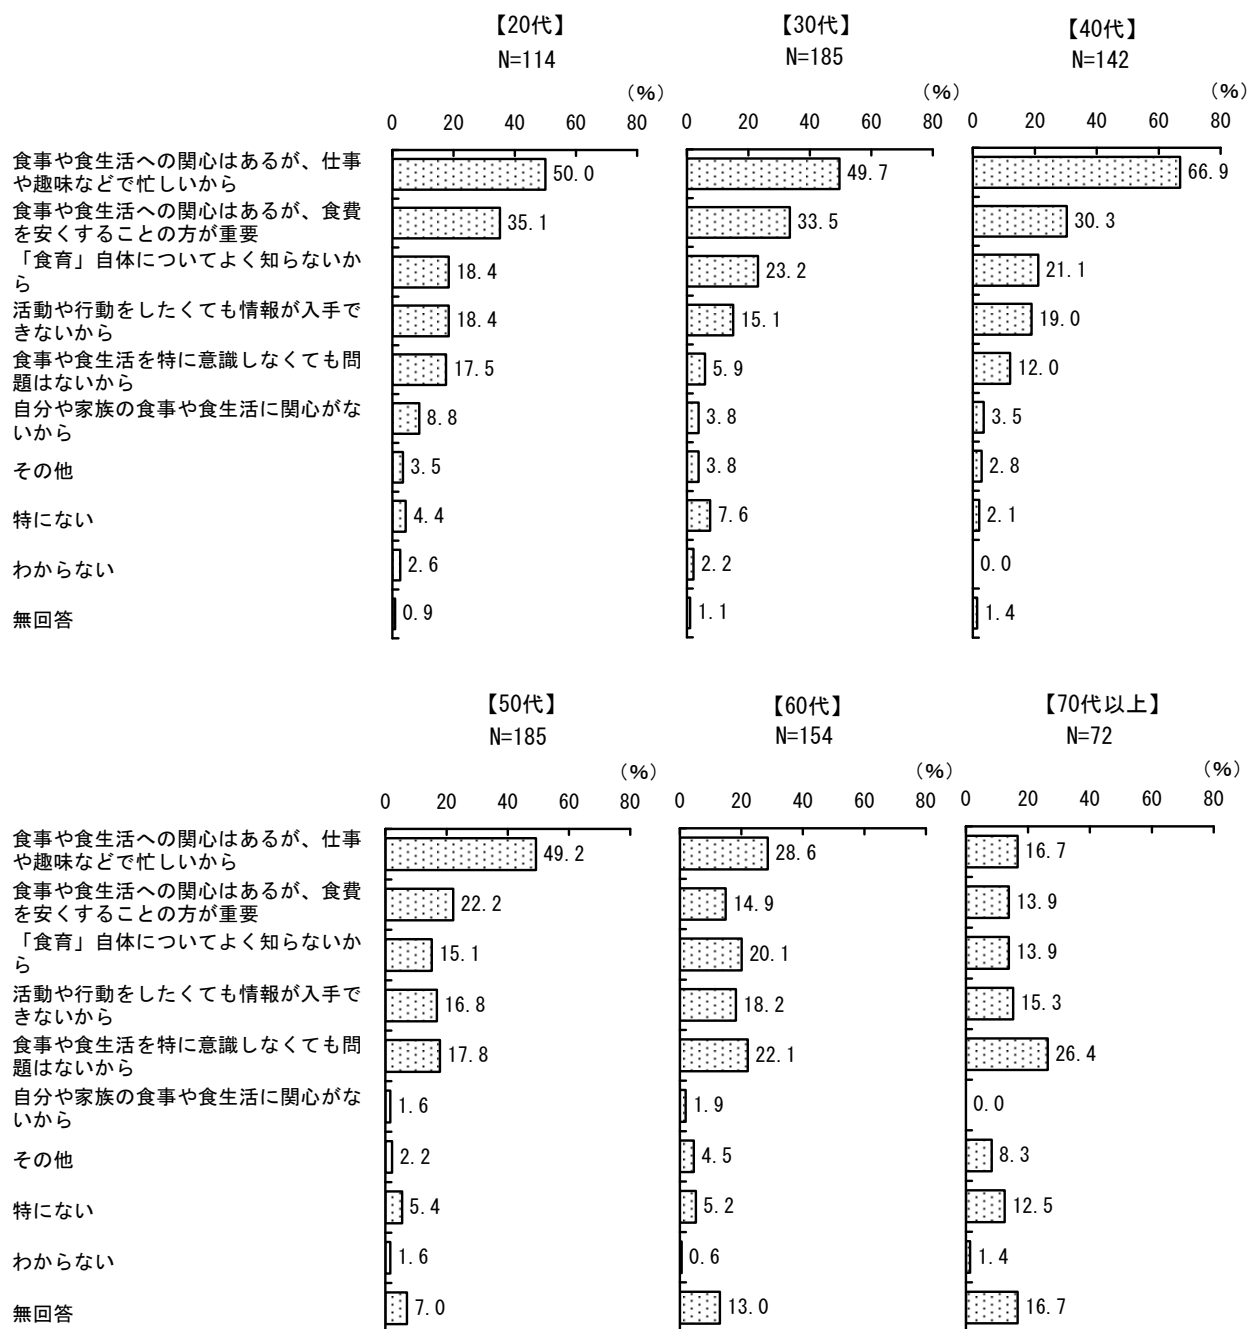 【20代】
N=114
【30代】
N=185
【40代】
N=142
（%）
（%）
（%）
0 20 40 60 80
0 20 40 60 80
0 20 40 60 80
食事や食生活への関心はあるが、仕事
や趣味などで忙しいから
50.0
49.7
66.9
食事や食生活への関心はあるが、食費
を安くすることの方が重要
35.1
33.5
30.3
「食育」自体についてよく知らないか
ら
18.4
23.2
21.1
活動や行動をしたくても情報が入手で
きないから
18.4
15.1
19.0
食事や食生活を特に意識しなくても問
題はないから
17.5
5.9
12.0
自分や家族の食事や食生活に関心がな
いから
8.8
3.8
3.5
その他
3.5
3.8
2.8
特にない
4.4
7.6
2.1
わからない
2.6
2.2
0.0
無回答
0.9
1.1
1.4
【50代】
N=185
【60代】
N=154
【70代以上】
N=72
（%）
（%）
（%）
0 20 40 60 80
0 20 40 60 80
0 20 40 60 80
食事や食生活への関心はあるが、仕事
や趣味などで忙しいから
49.2
28.6
16.7
食事や食生活への関心はあるが、食費
を安くすることの方が重要
22.2
14.9
13.9
「食育」自体についてよく知らないか
ら
15.1
20.1
13.9
活動や行動をしたくても情報が入手で
きないから
16.8
18.2
15.3
食事や食生活を特に意識しなくても問
題はないから
17.8
22.1
26.4
自分や家族の食事や食生活に関心がな
いから
1.6
1.9
0.0
その他
2.2
4.5
8.3
特にない
5.4
5.2
12.5
わからない
1.6
0.6
1.4
無回答
7.0
13.0
16.7